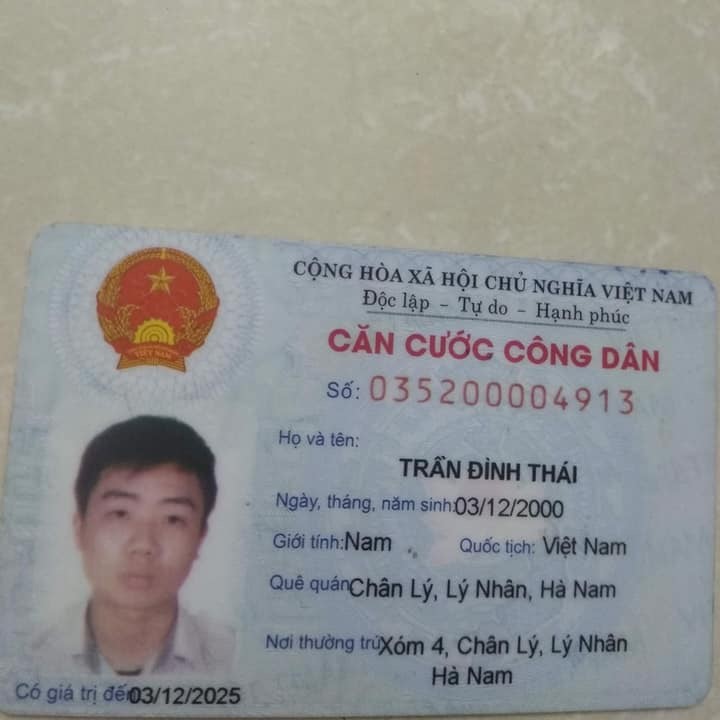 CỘNG HÒA XÃ HỘI CHỦ NGHĨA VIỆT NAM
Độc lập - Tự do - Hạnh phúc
CĂN CƯỚC CÔNG DÂN
Số: 035200004913
Họ và tên:
TRẦN ĐÌNH THÁI
Ngày, tháng, năm sinh: 03/12/2000
Giới tính: Nam Quốc tịch: Việt Nam
Quê quán Chân Lý, Lý Nhân, Hà Nam
Nơi thường trú Xóm 4, Chân Lý, Lý Nhân
Hà Nam
Có giá trị đến 03/12/2025
VIỆT NAM